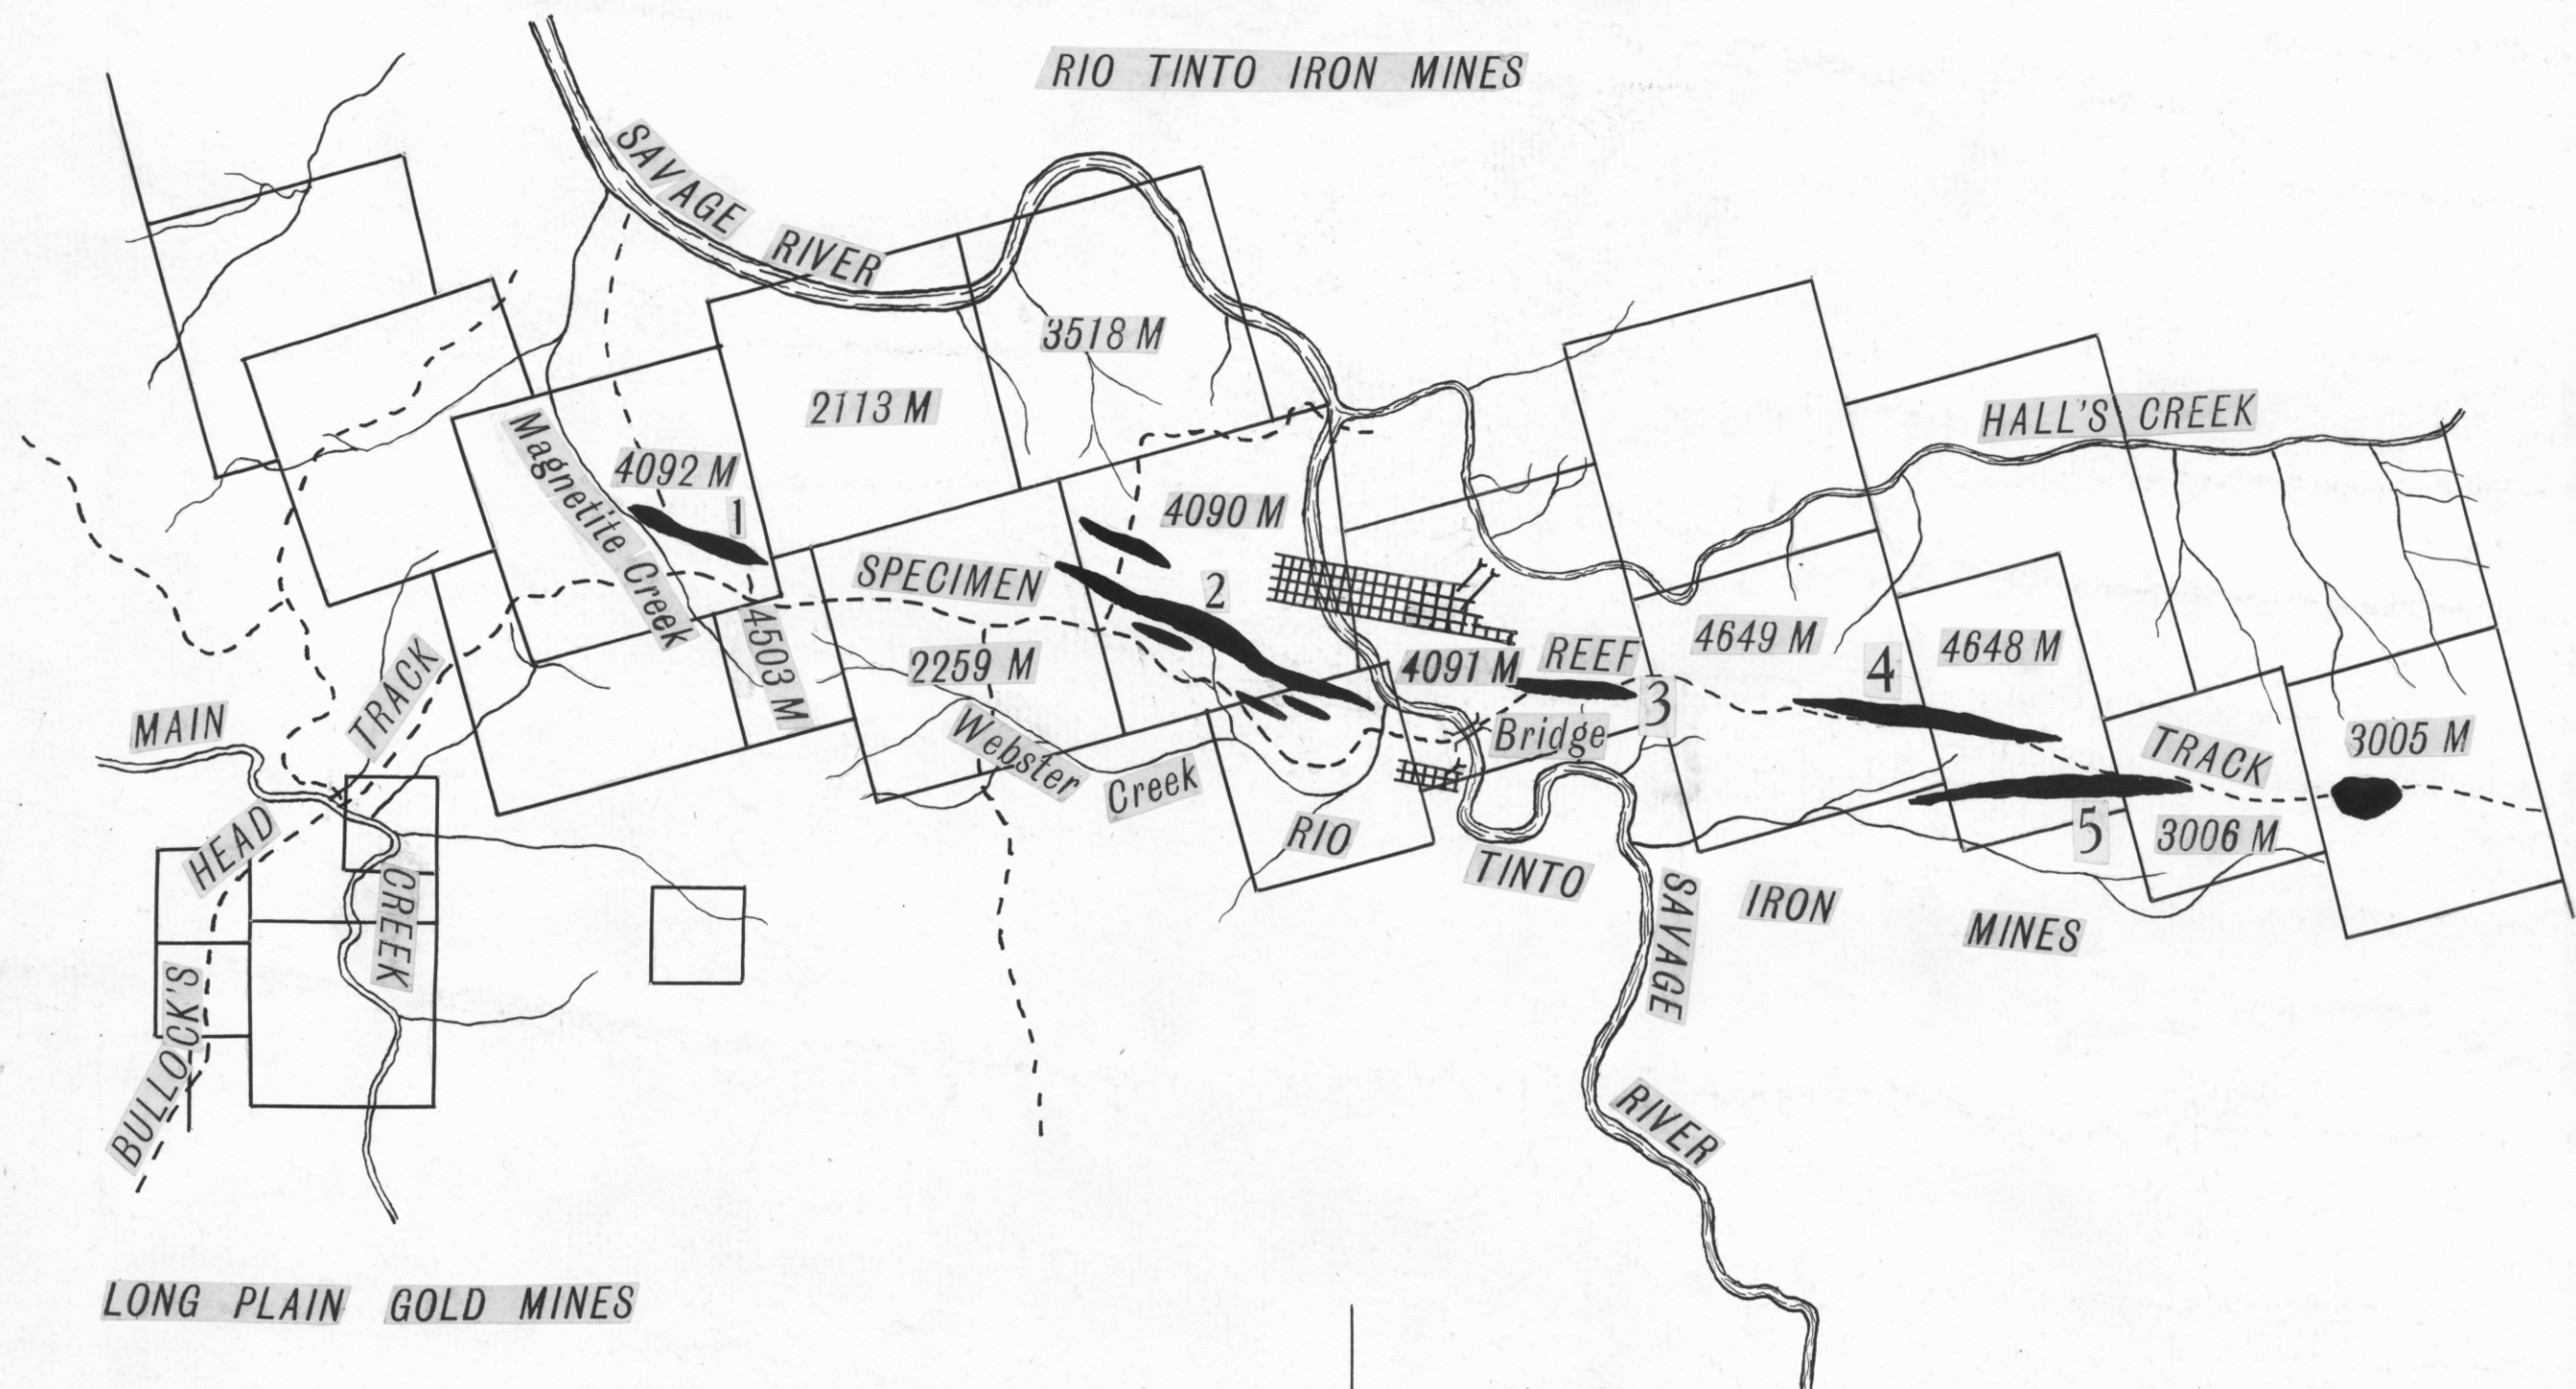 RIO TINTO IRON MINES
SAVAGE RIVER
3518 M
2113 M
HALL'S CREEK
4092 M
1
Magnetite Creek
4090 M
SPECIMEN
2
4503 M
2259 M
4091 M
REEF
3
4649 M
4
4648 M
Bridge
TRACK
3005 M
5
3006 M
MAIN
TRACK
Webster Creek
HEAD
CREEK
BULLOCK'S
RIO TINTO IRON MINES
SAVAGE RIVER
LONG PLAIN GOLD MINES